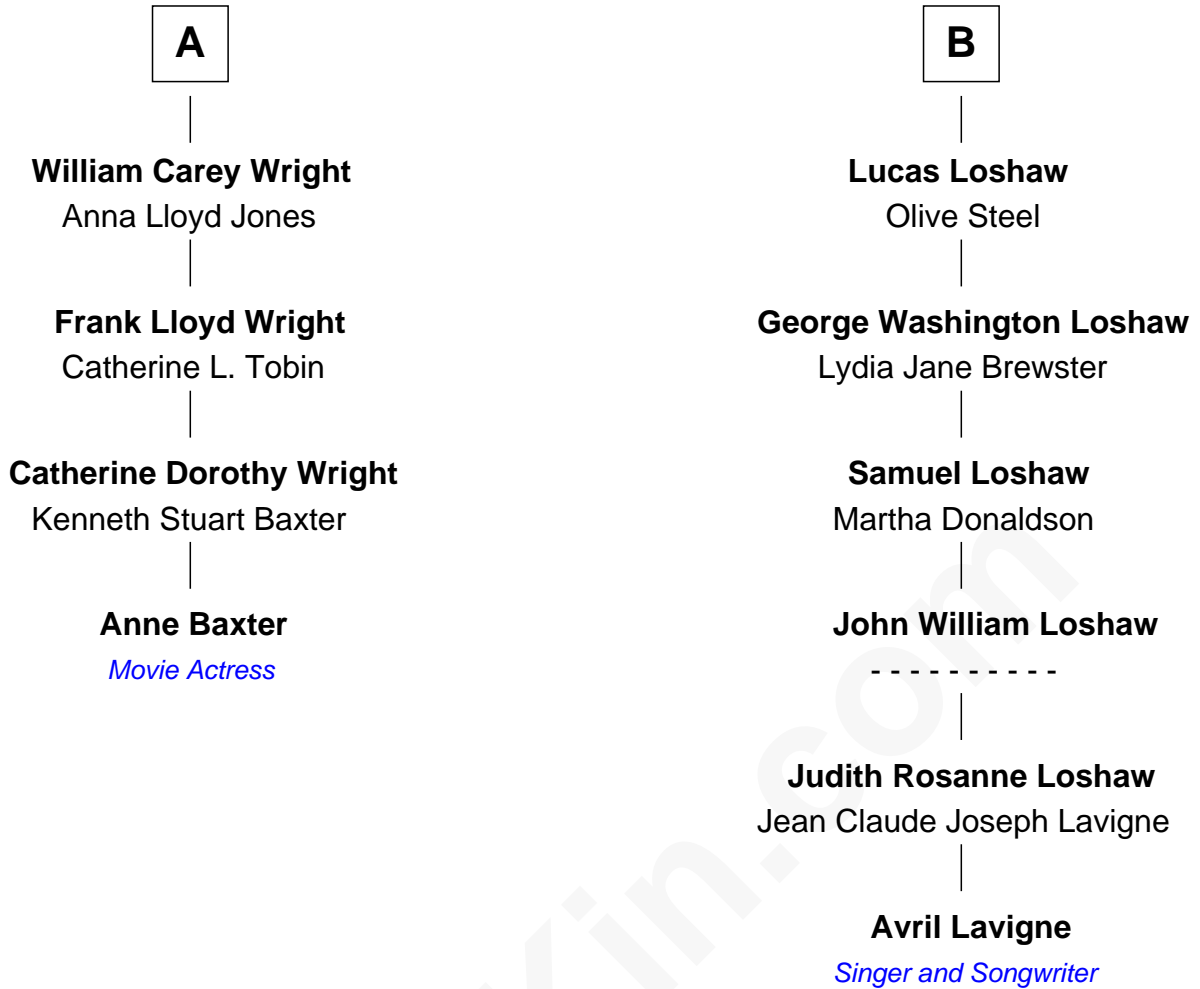 A
William Carey Wright
Anna Lloyd Jones
Frank Lloyd Wright
Catherine L. Tobin
Catherine Dorothy Wright
Kenneth Stuart Baxter
Anne Baxter
Movie Actress
B
Lucas Loshaw
Olive Steel
George Washington Loshaw
Lydia Jane Brewster
Samuel Loshaw
Martha Donaldson
John William Loshaw
- - - - - - - - - -
Judith Rosanne Loshaw
Jean Claude Joseph Lavigne
Avril Lavigne
Singer and Songwriter
Kin.com